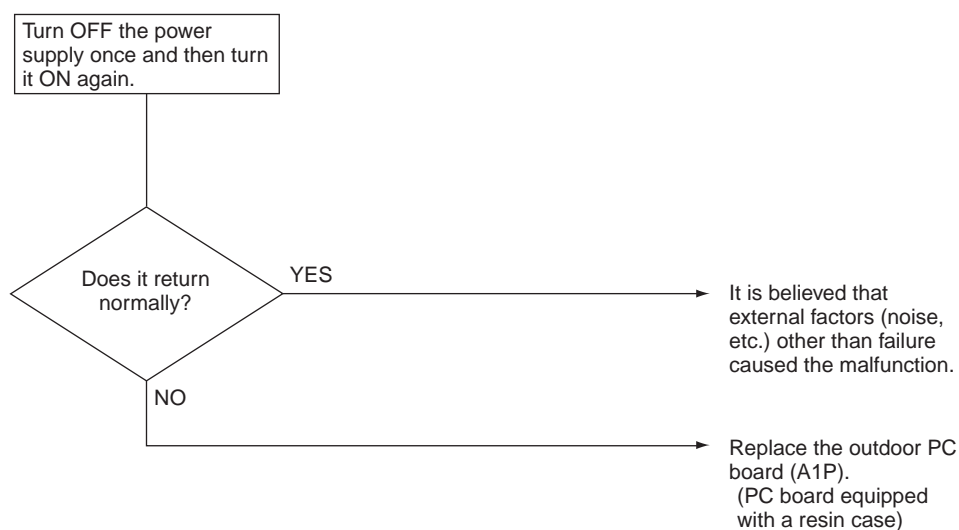 Turn OFF the power
supply once and then turn
it ON again.
Does it return
normally?
YES
It is believed that
external factors (noise,
etc.) other than failure
caused the malfunction.
NO
Replace the outdoor PC
board (A1P).
(PC board equipped
with a resin case)